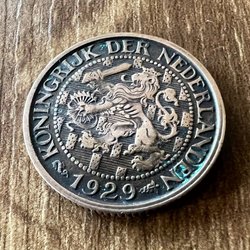 KONINGRIJK DER NEDERLANDEN
1929